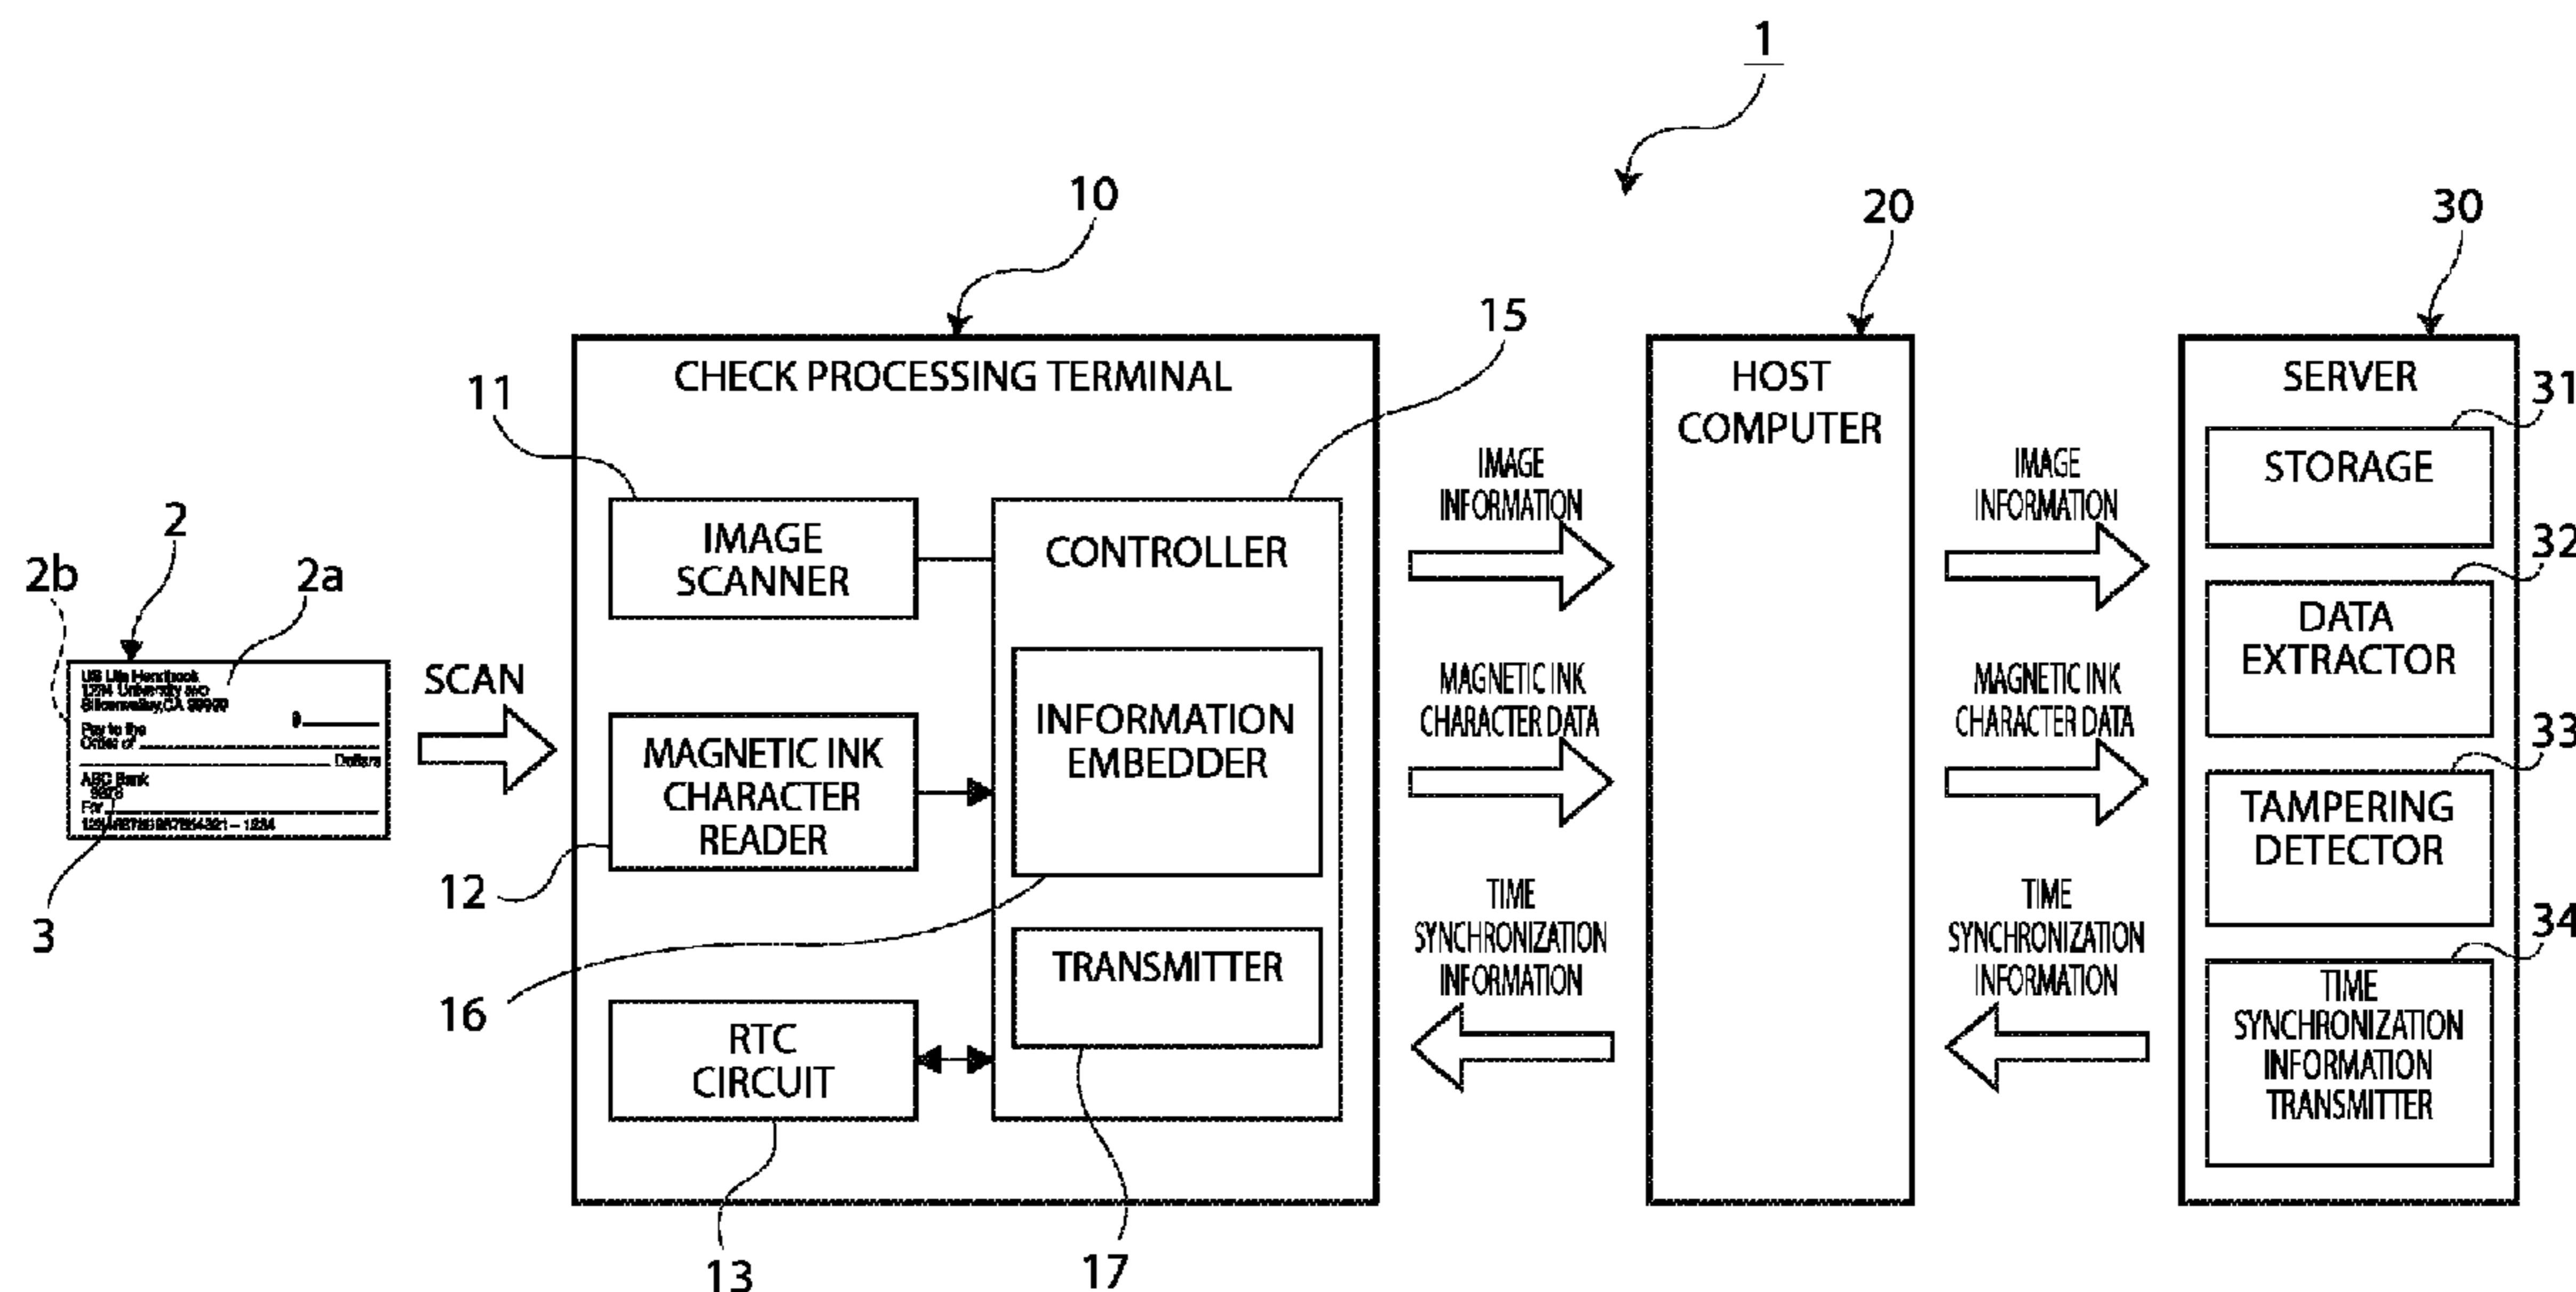 1
10
20
30
15
CHECK PROCESSING TERMINAL
HOST
COMPUTER
SERVER
31
11
STORAGE
IMAGE
INFORMATION
IMAGE
INFORMATION
2
2b
2a
IMAGE
SCANNER
CONTROLLER
32
DATA
EXTRACTOR
SCAN
1234 University
Pay to the
Order of
$
Dollars
ABC Bank
For
3
MAGNETIC INK
CHARACTER
READER
12
INFORMATION
EMBEDDER
MAGNETIC INK
CHARACTER DATA
MAGNETIC INK
CHARACTER DATA
33
TAMPERING
DETECTOR
16
TRANSMITTER
TIME
SYNCHRONIZATION
INFORMATION
TIME
SYNCHRONIZATION
INFORMATION
34
TIME
SYNCHRONIZATION
INFORMATION
TRANSMITTER
RTC
CIRCUIT
13
17